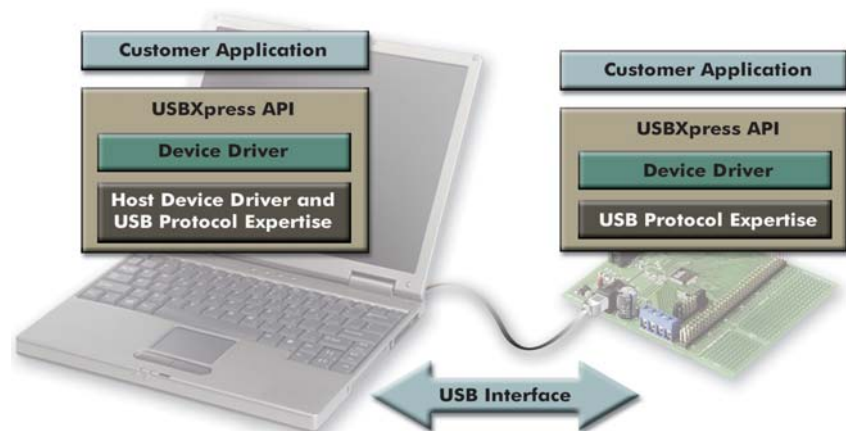 Customer Application
USBXpress API
Device Driver
Host Device Driver and
USB Protocol Expertise
Customer Application
USBXpress API
Device Driver
USB Protocol Expertise
USB Interface